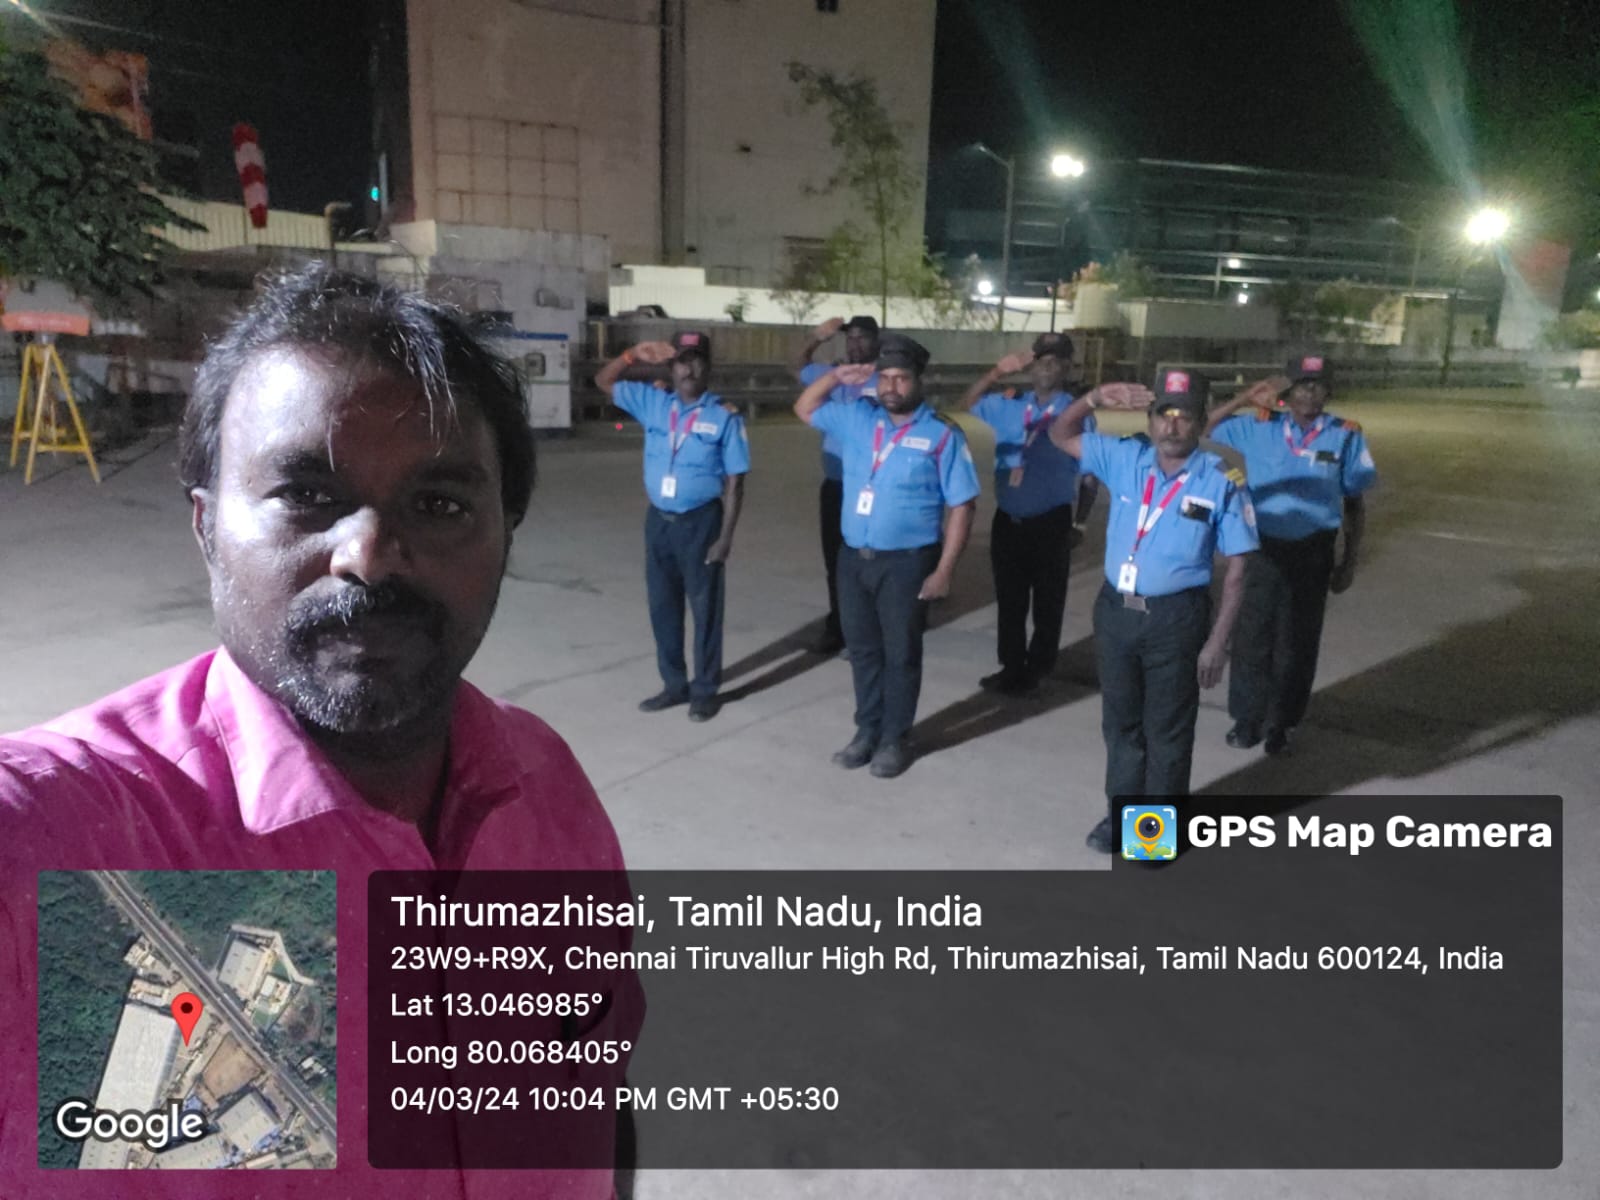 GPS Map Camera
Thirumazhisai, Tamil Nadu, India
23W9+R9X, Chennai Tiruvallur High Rd, Thirumazhisai, Tamil Nadu 600124, India
Lat 13.046985°
Long 80.068405°
04/03/24 10:04 PM GMT +05:30
Google